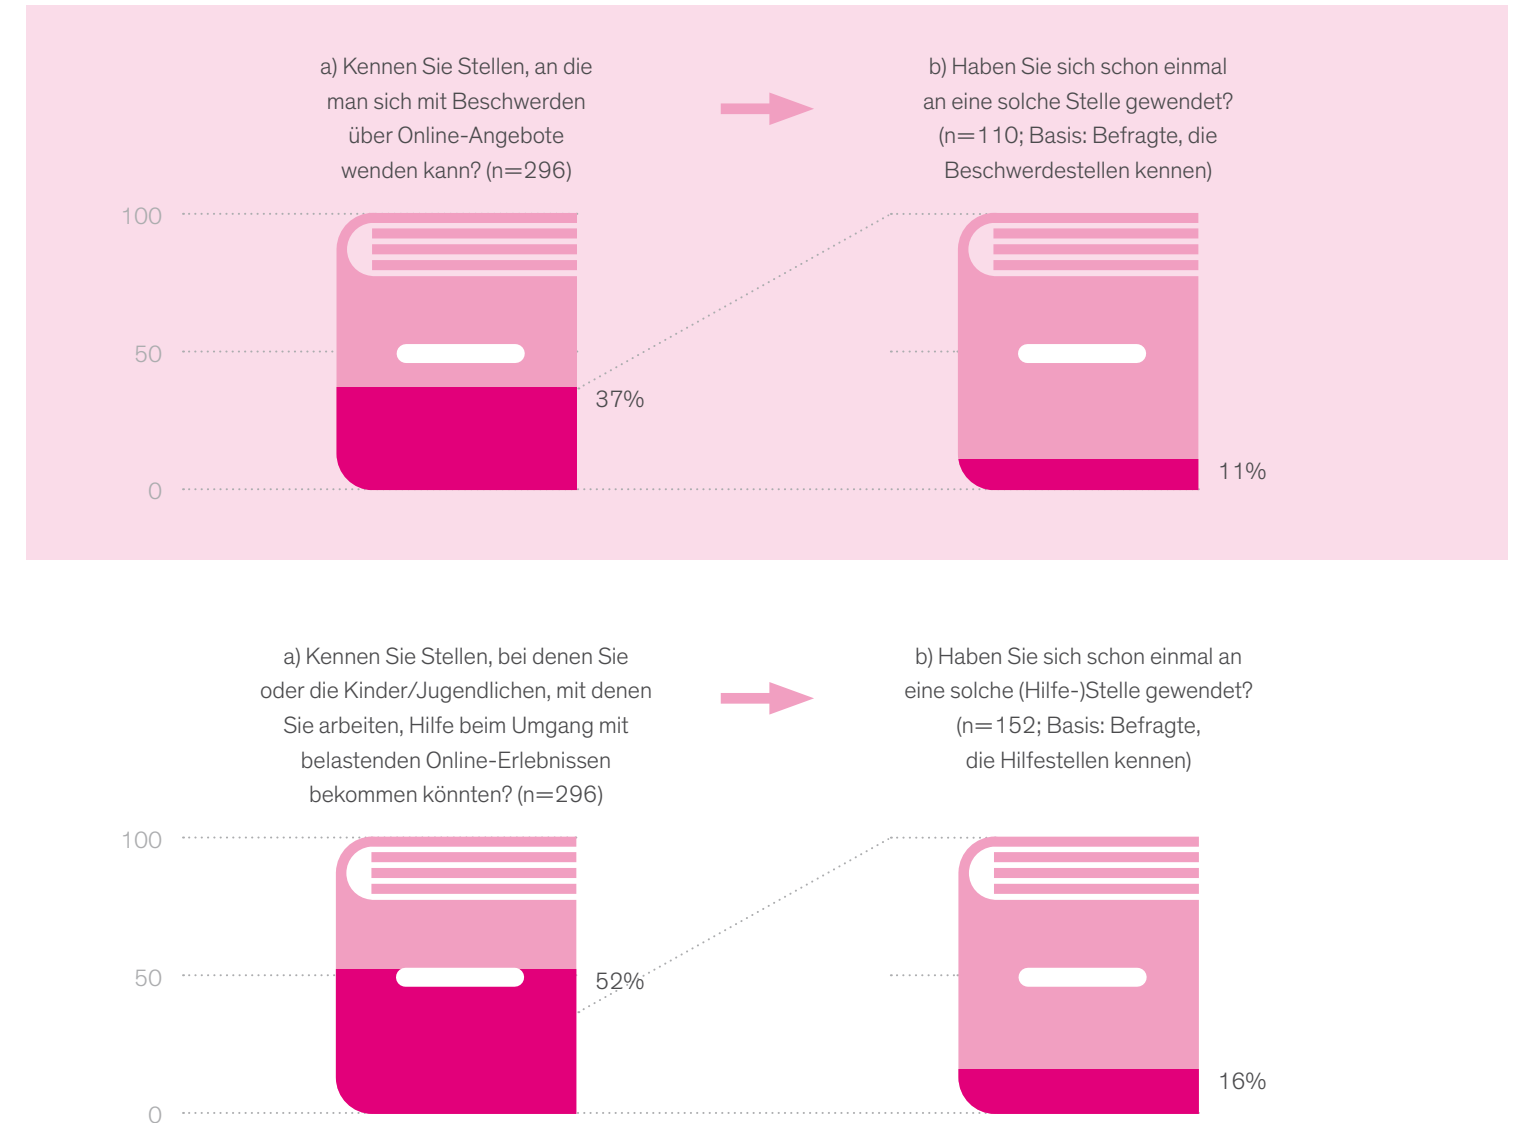 a) Kennen Sie Stellen, an die
man sich mit Beschwerden
über Online-Angebote
wenden kann? (n=296)
b) Haben Sie sich schon einmal
an eine solche Stelle gewendet?
(n=110; Basis: Befragte, die
Beschwerdestellen kennen)
100
50
0
37%
11%
a) Kennen Sie Stellen, bei denen Sie
oder die Kinder/Jugendlichen, mit denen
Sie arbeiten, Hilfe beim Umgang mit
belastenden Online-Erlebnissen
bekommen könnten? (n=296)
b) Haben Sie sich schon einmal an
eine solche (Hilfe-)Stelle gewendet?
(n=152; Basis: Befragte,
die Hilfestellen kennen)
100
50
0
52%
16%